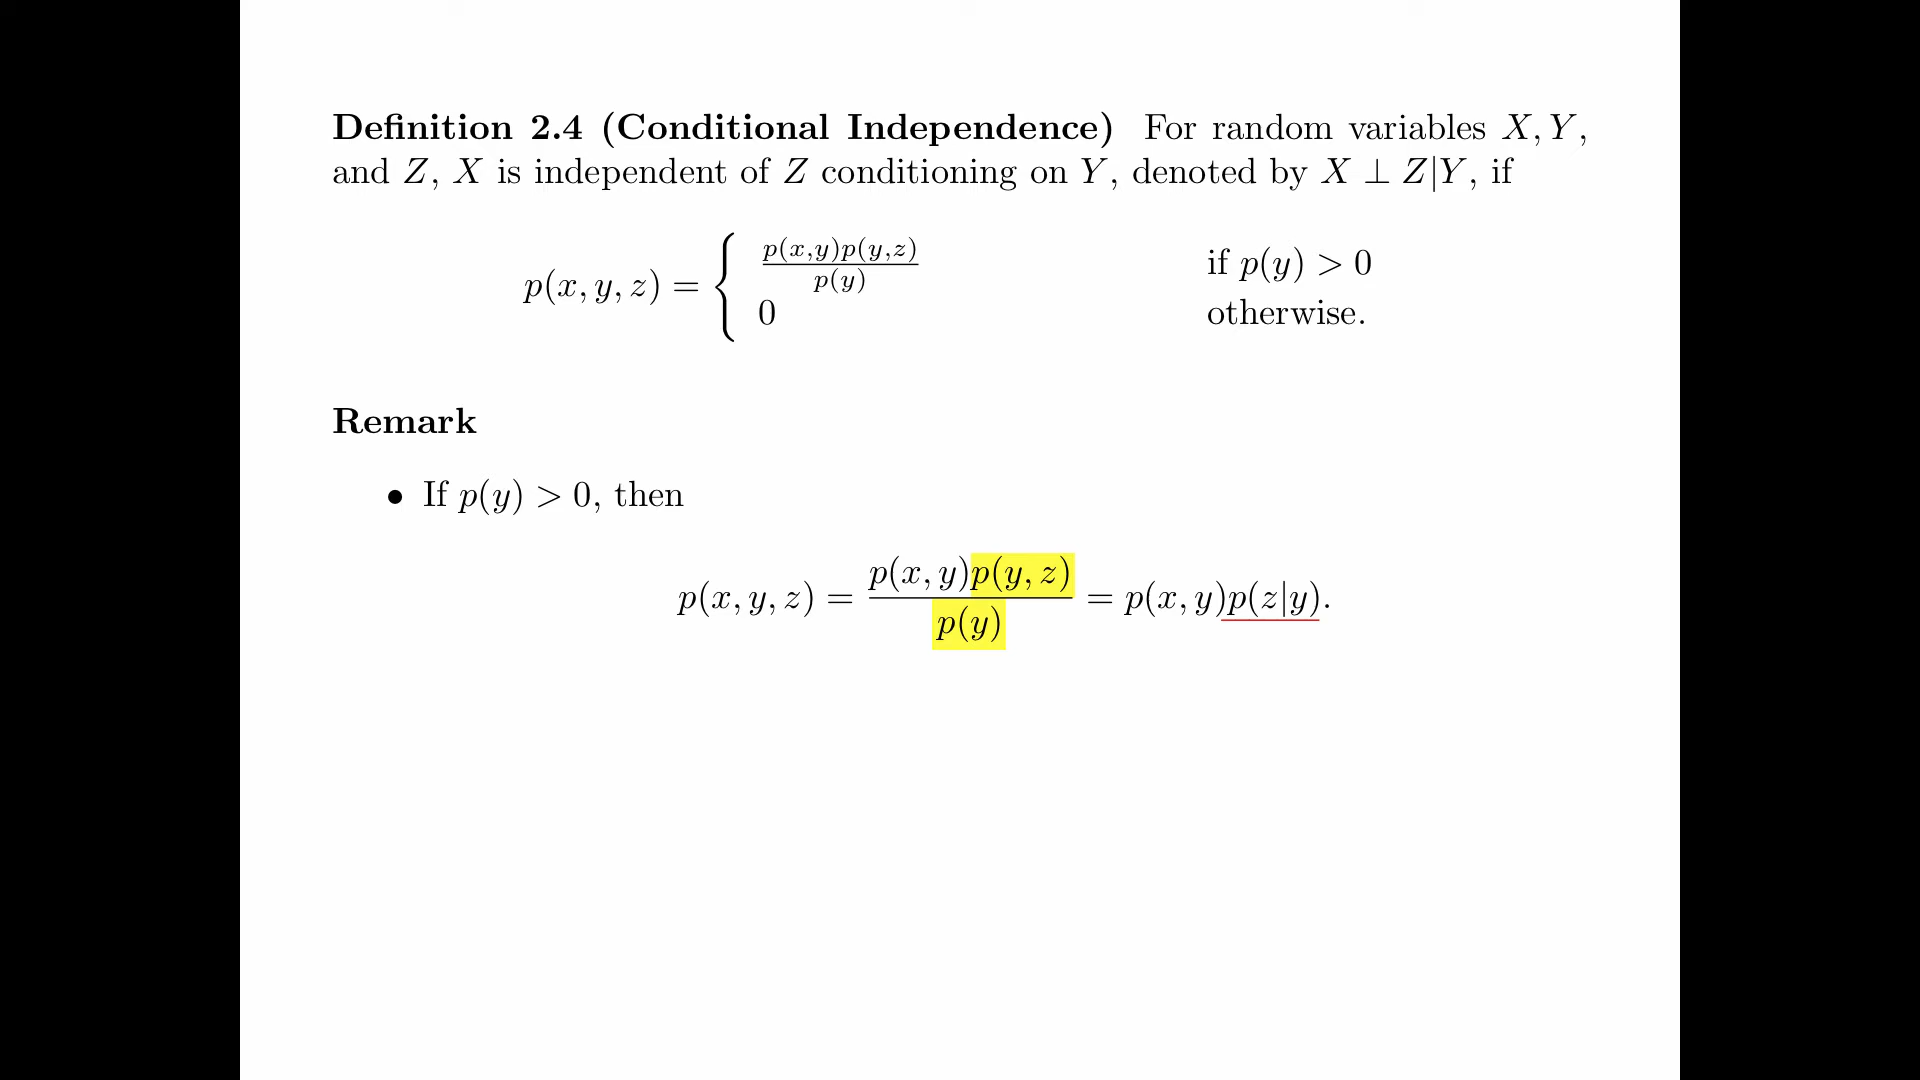 Definition 2.4 (Conditional Independence) For random variables X, Y,
and Z, X is independent of Z conditioning on Y, denoted by X ⊥ Z|Y, if
p(x, y, z) = { p(x,y)p(y,z) / p(y) if p(y) > 0
0 otherwise.
Remark
• If p(y) > 0, then
p(x, y, z) = p(x, y)p(y, z) / p(y) = p(x, y)p(z|y).